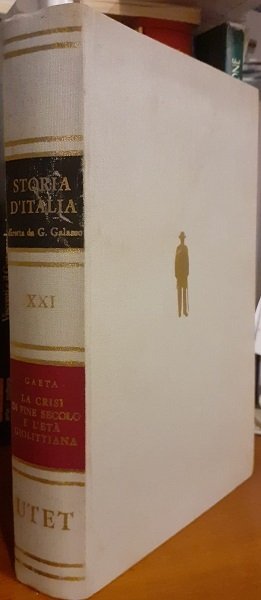 STORIA
D'ITALIA
diretta da G. Galasso
XXI
GAETA
LA CRISI
DI FINE SECOLO
E L'ETÀ
GIOLITTIANA
UTET